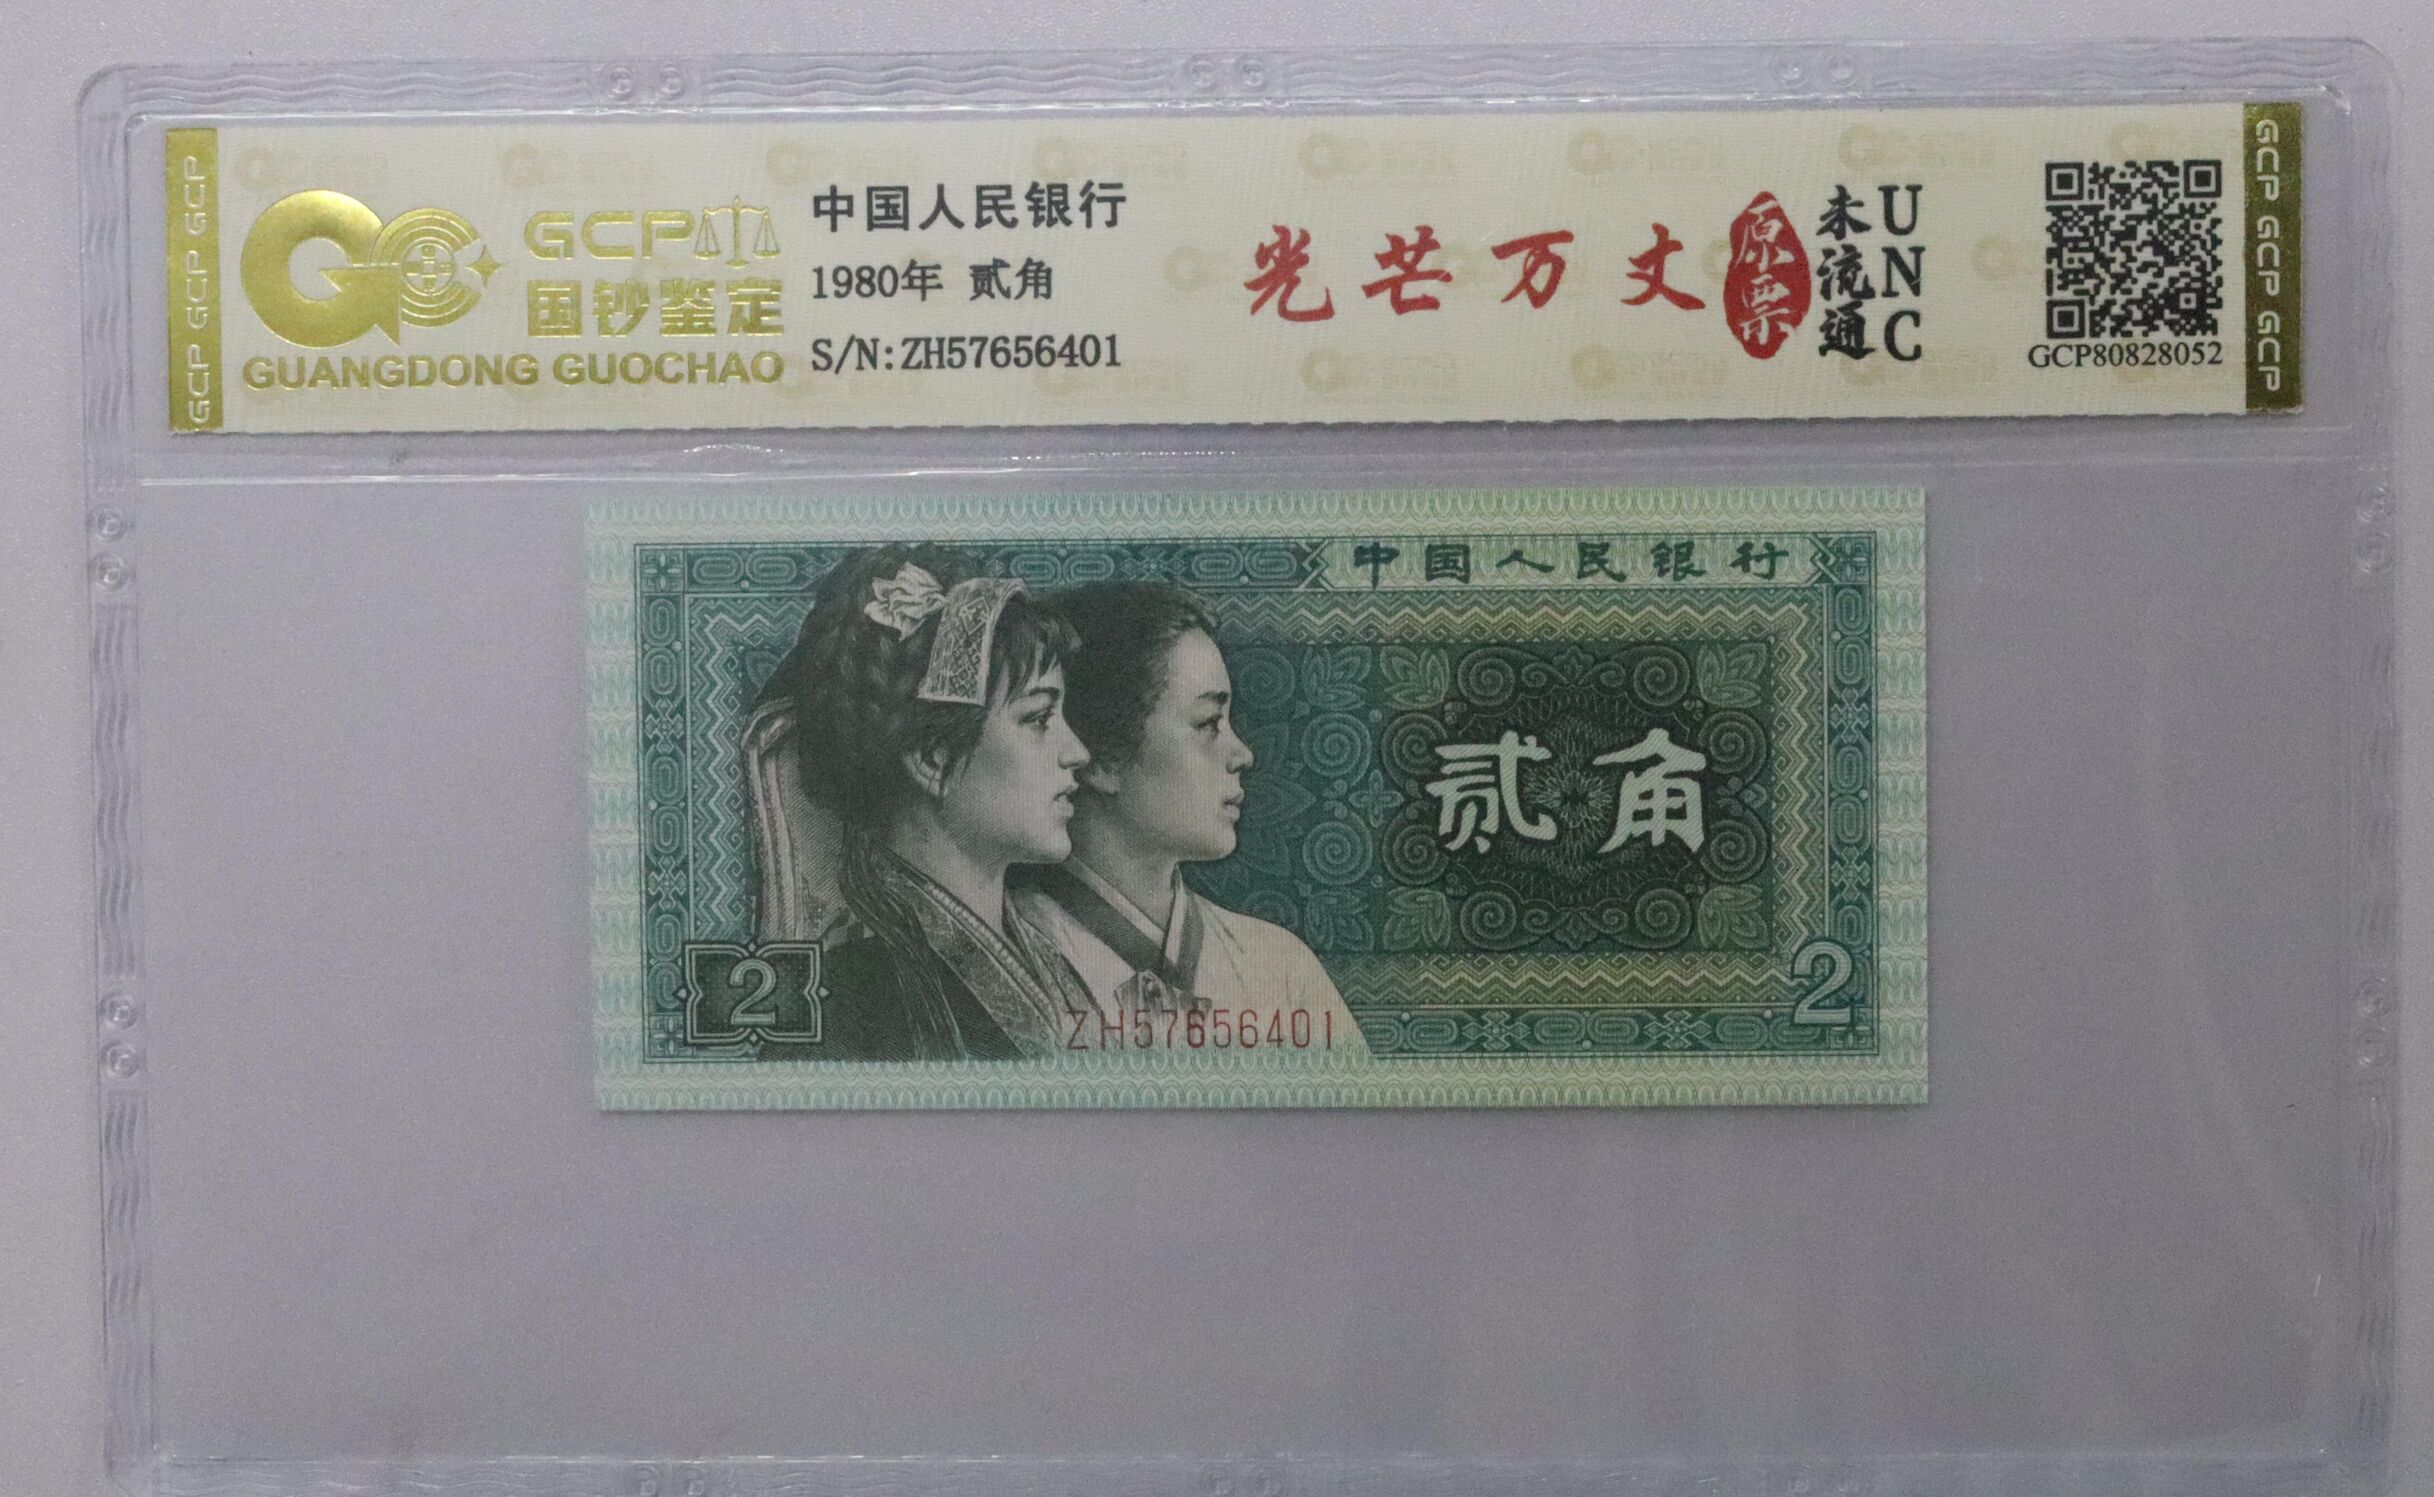 GCP GCP GCP
GCP
国钞鉴定
GUANGDONG GUOCHAO
中国人民银行
1980年 贰角
S/N:ZH57656401
光芒万丈
原票
未流通
UNC
GCP80828052
GCP GCP GCP
中国人民银行
贰角
2
2
ZH57656401